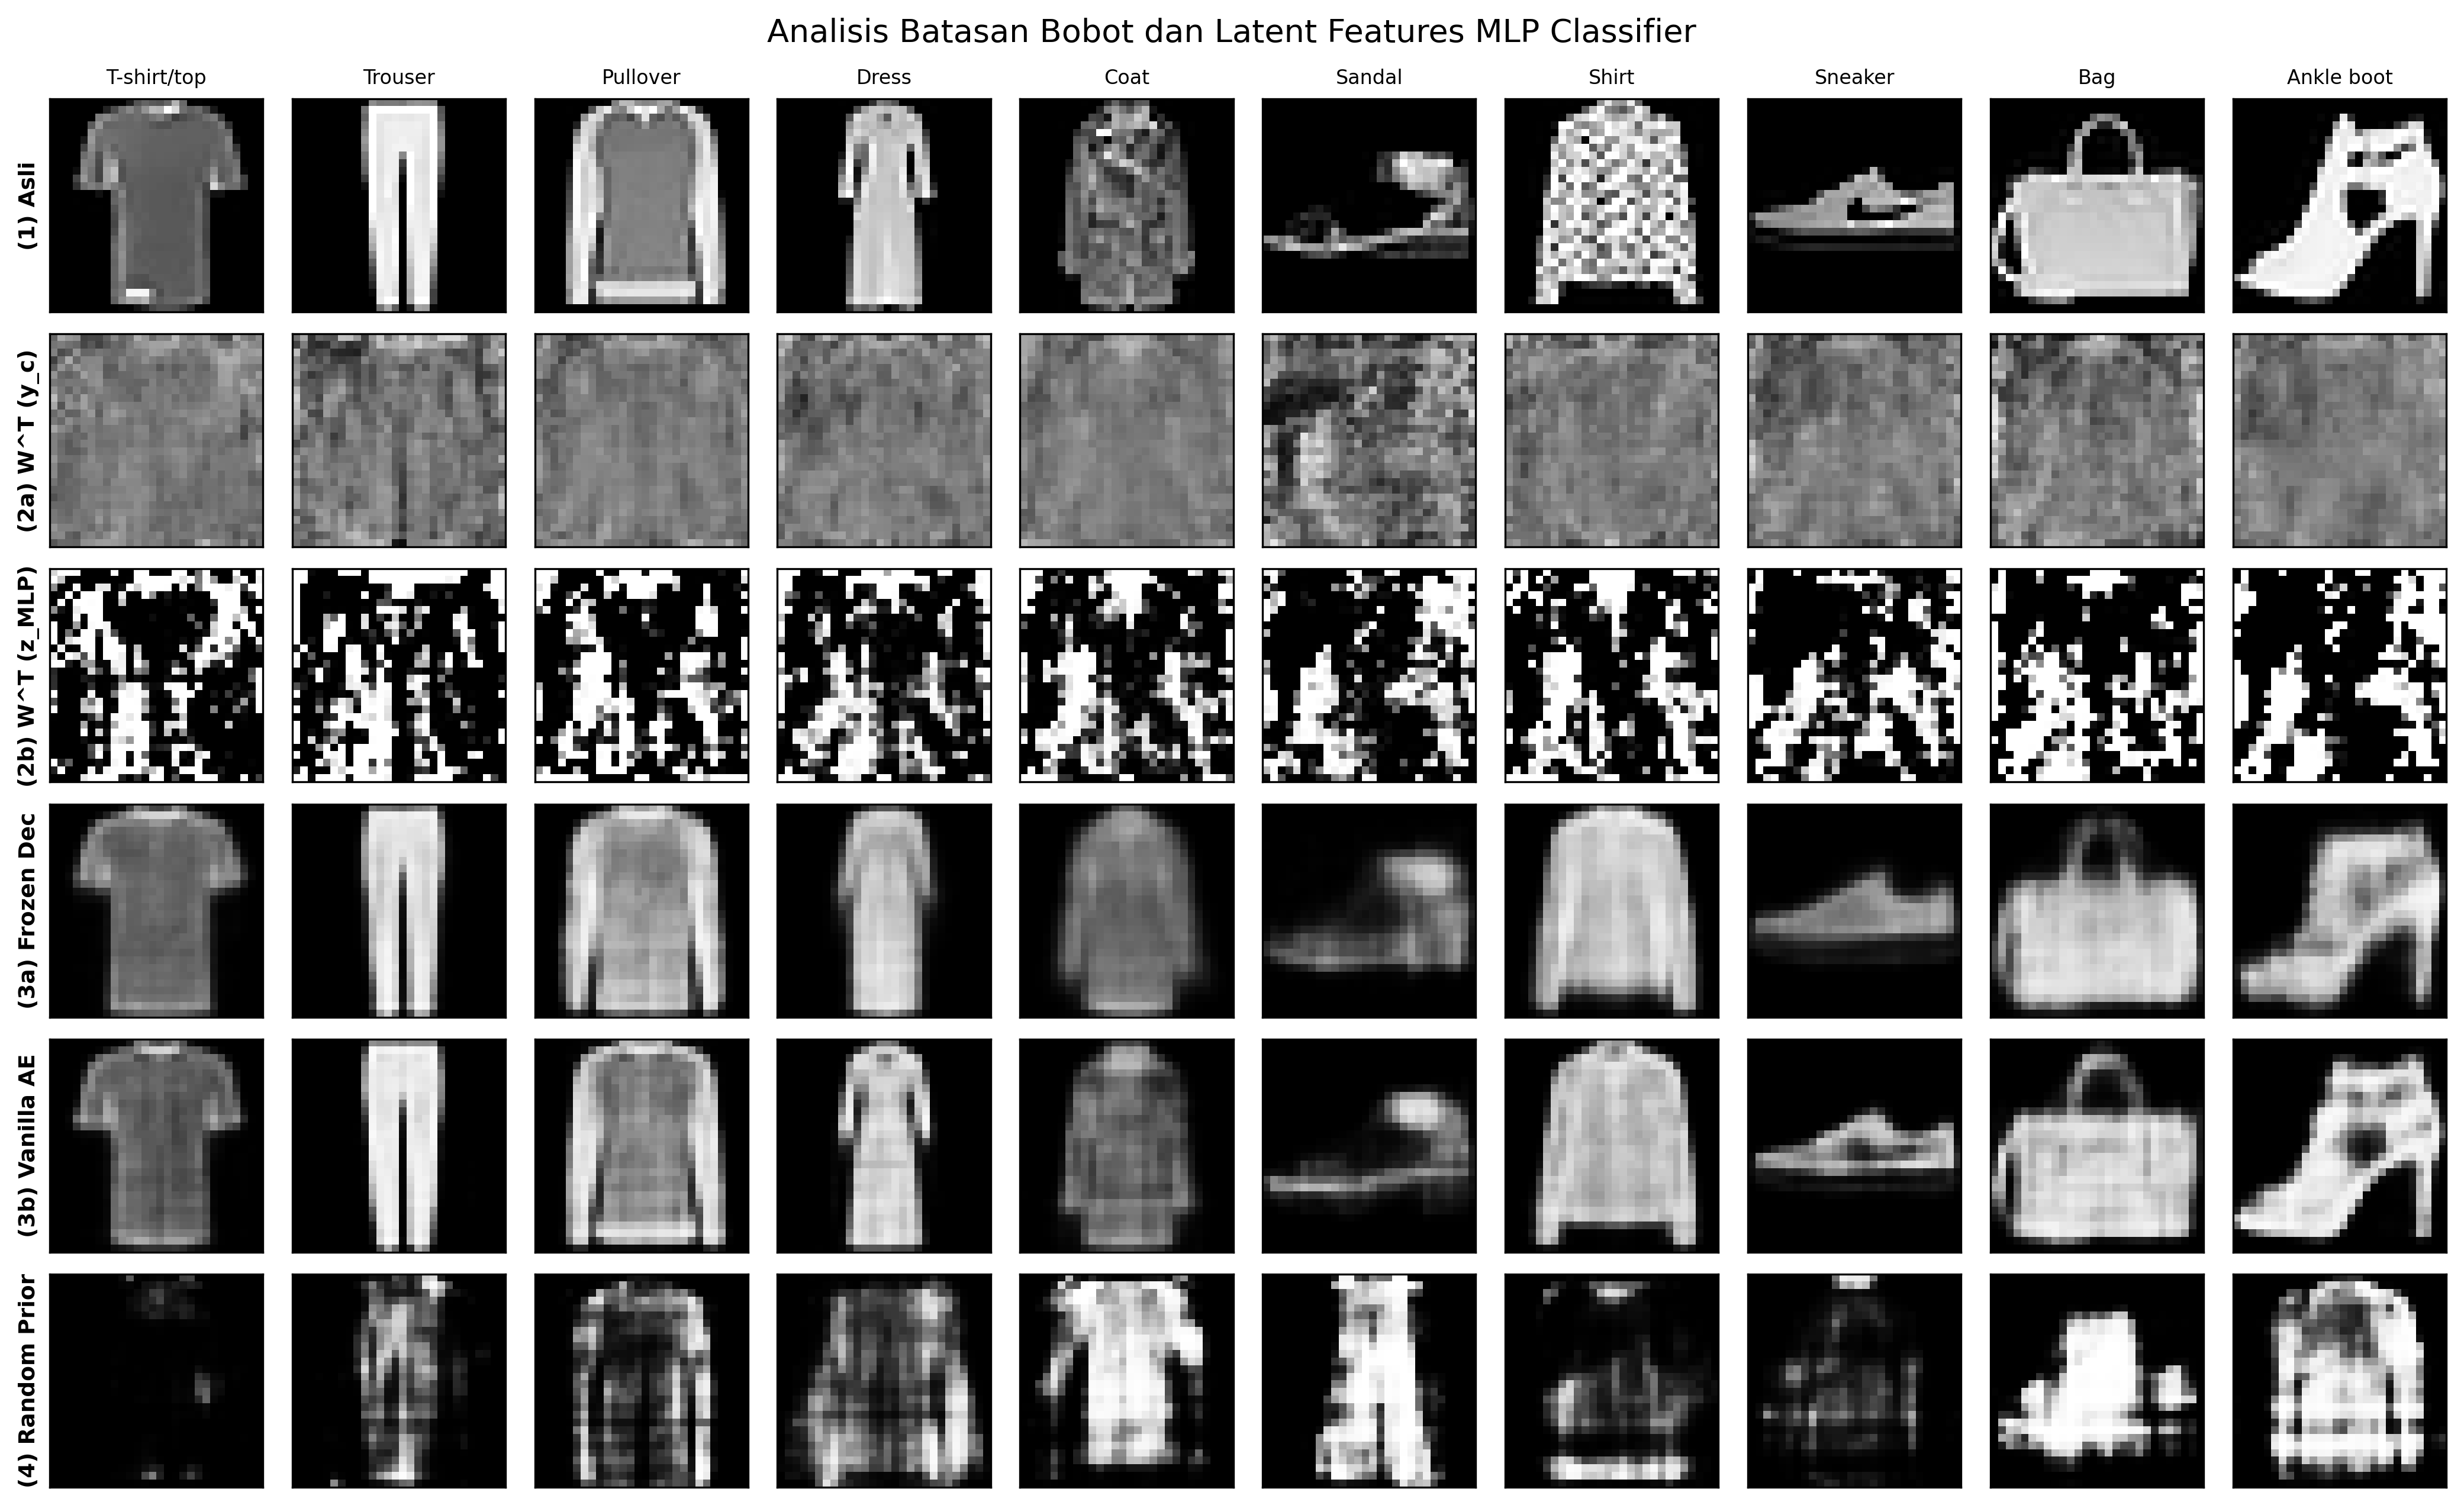 Analisis Batasan Bobot dan Latent Features MLP Classifier
T-shirt/top
Trouser
Pullover
Dress
Coat
Sandal
Shirt
Sneaker
Bag
Ankle boot
(1) Asli
(2a) W^T (y_c)
(2b) W^T (z_MLP)
(3a) Frozen Dec
(3b) Vanilla AE
(4) Random Prior